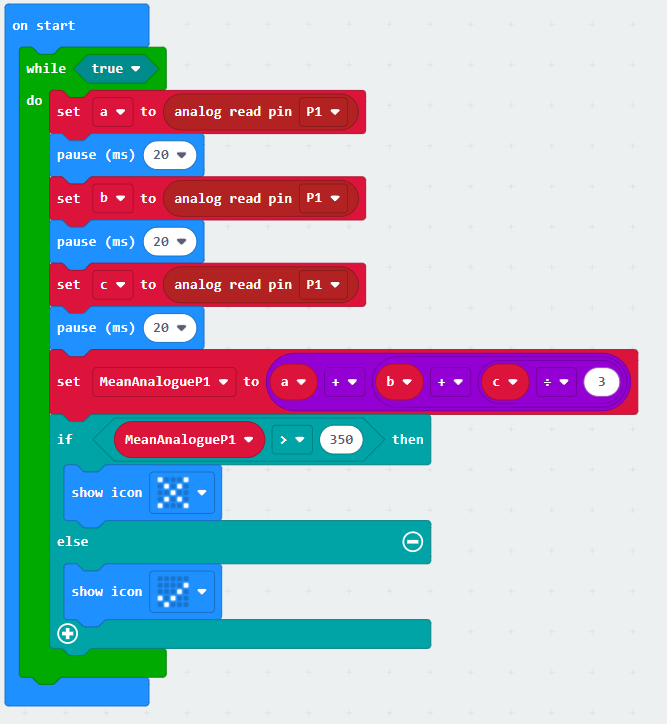 on start
while true
do
set a to analog read pin P1
pause (ms) 20
set b to analog read pin P1
pause (ms) 20
set c to analog read pin P1
pause (ms) 20
set MeanAnalogueP1 to a + b + c ÷ 3
if MeanAnalogueP1 > 350 then
show icon
else
show icon